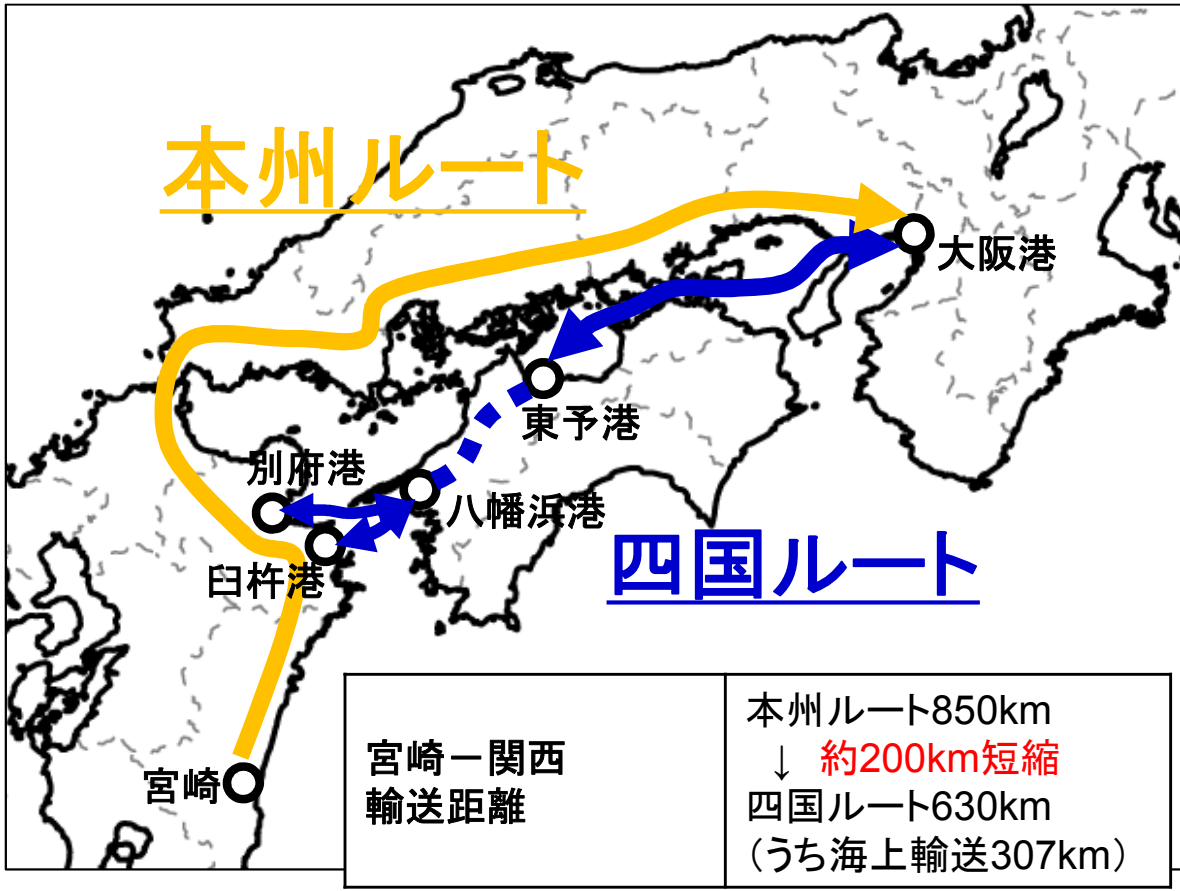 本州ルート
大阪港
東予港
別府港
八幡浜港
四国ルート
臼杵港
宮崎
宮崎－関西
輸送距離
本州ルート850km
↓ 約200km短縮
四国ルート630km
（うち海上輸送307km）